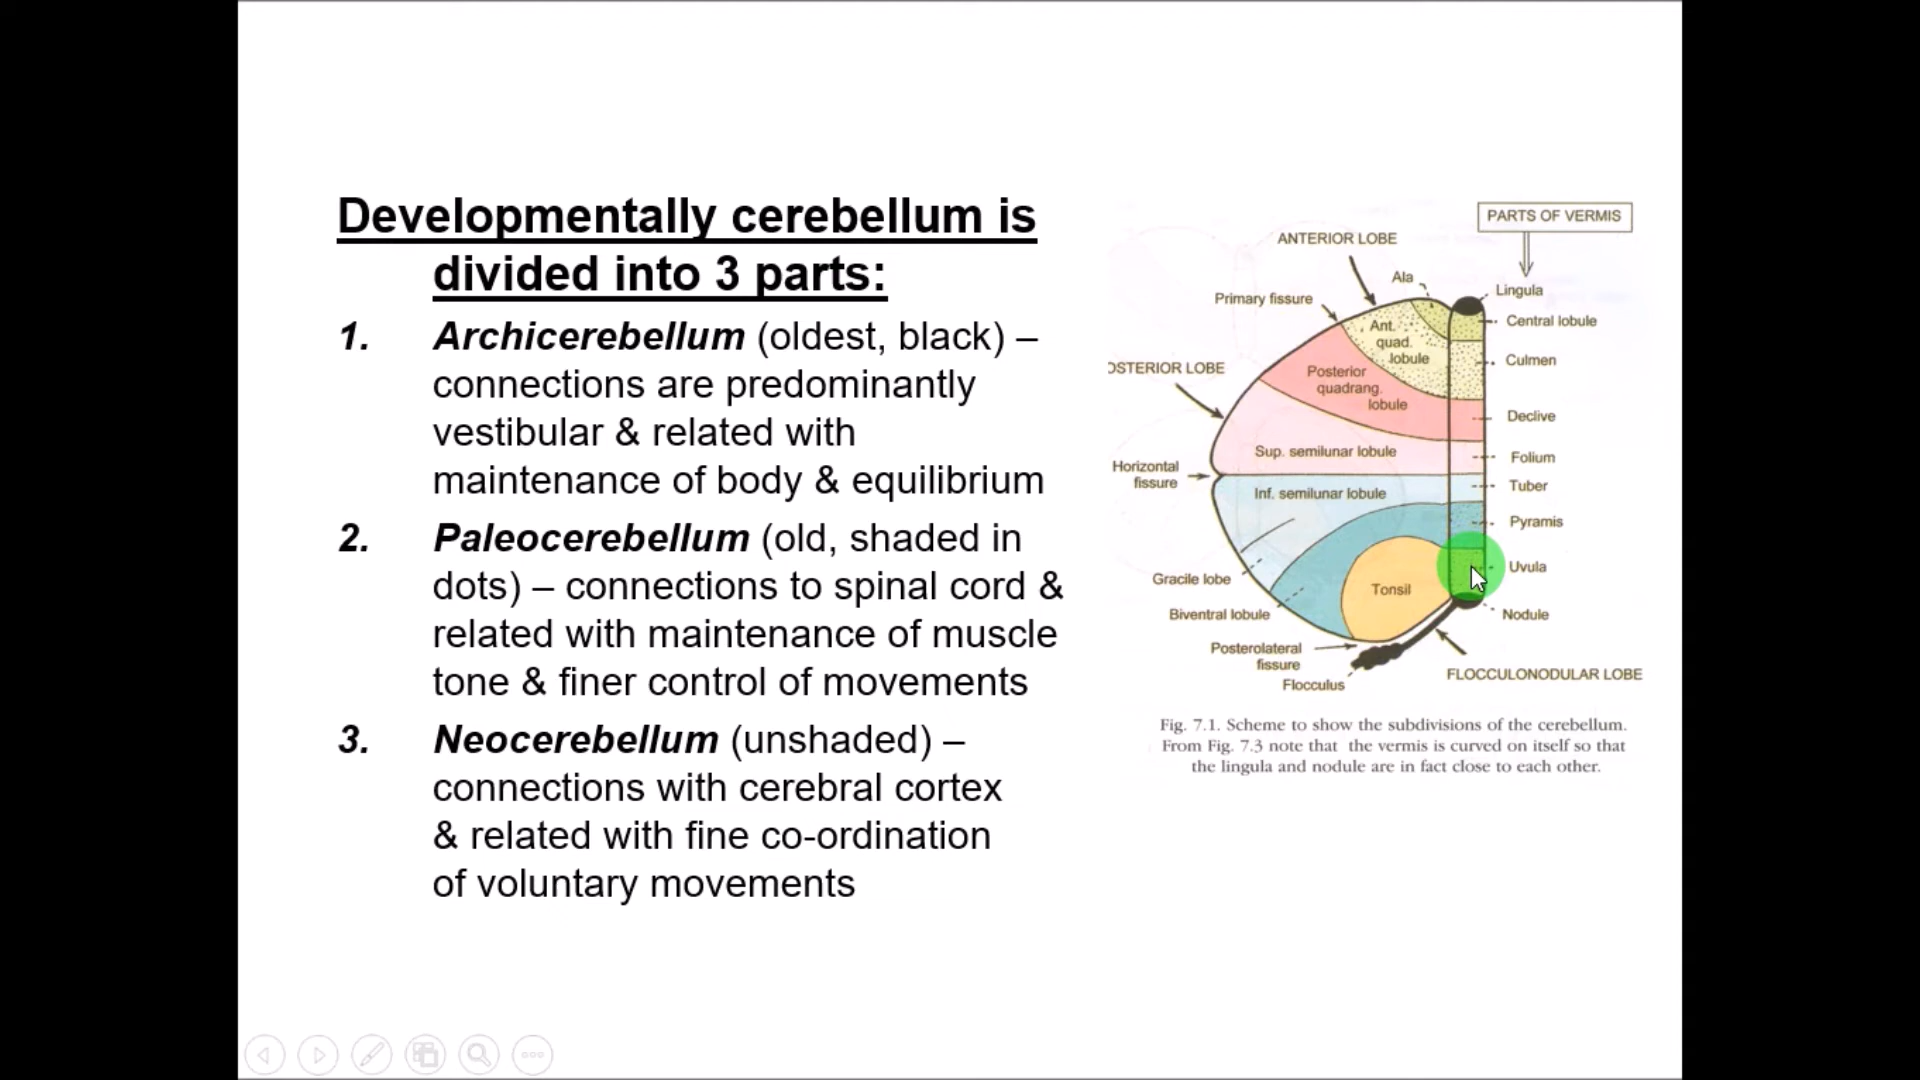 Developmentally cerebellum is
divided into 3 parts:
1. Archicerebellum (oldest, black) –
connections are predominantly
vestibular & related with
maintenance of body & equilibrium
2. Paleocerebellum (old, shaded in
dots) – connections to spinal cord &
related with maintenance of muscle
tone & finer control of movements
3. Neocerebellum (unshaded) –
connections with cerebral cortex
& related with fine co-ordination
of voluntary movements
PARTS OF VERMIS
ANTERIOR LOBE
Ala
Lingula
Primary fissure
Central lobule
Ant.
quad.
lobule
Culmen
OSTERIOR LOBE
Posterior
quadrang.
lobule
Declive
Sup. semilunar lobule
Folium
Horizontal
fissure
Tuber
Inf. semilunar lobule
Pyramis
Uvula
Gracile lobe
Tonsil
Biventral lobule
Nodule
Posterolateral
fissure
Flocculus
FLOCCULONODULAR LOBE
Fig. 7.1. Scheme to show the subdivisions of the cerebellum.
From Fig. 7.3 note that the vermis is curved on itself so that
the lingula and nodule are in fact close to each other.